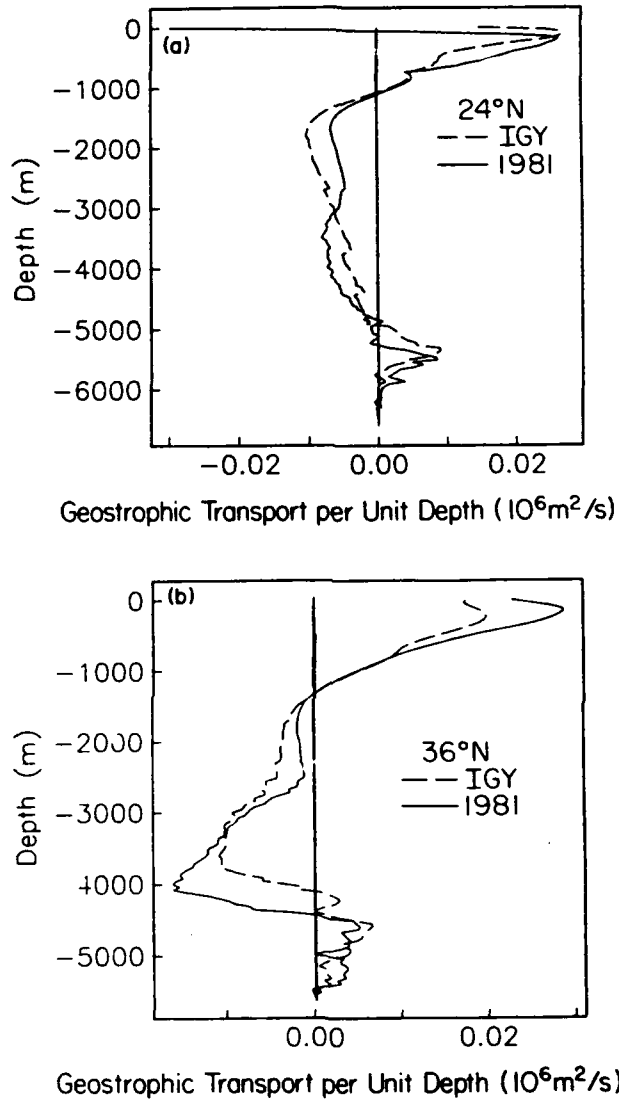 (a)
0
-1000
-2000
-3000
-4000
-5000
-6000
Depth (m)
24°N
IGY
1981
-0.02
0.00
0.02
Geostrophic Transport per Unit Depth (10⁶m²/s)
(b)
0
-1000
-2000
-3000
-4000
-5000
Depth (m)
36°N
IGY
1981
0.00
0.02
Geostrophic Transport per Unit Depth (10⁶m²/s)